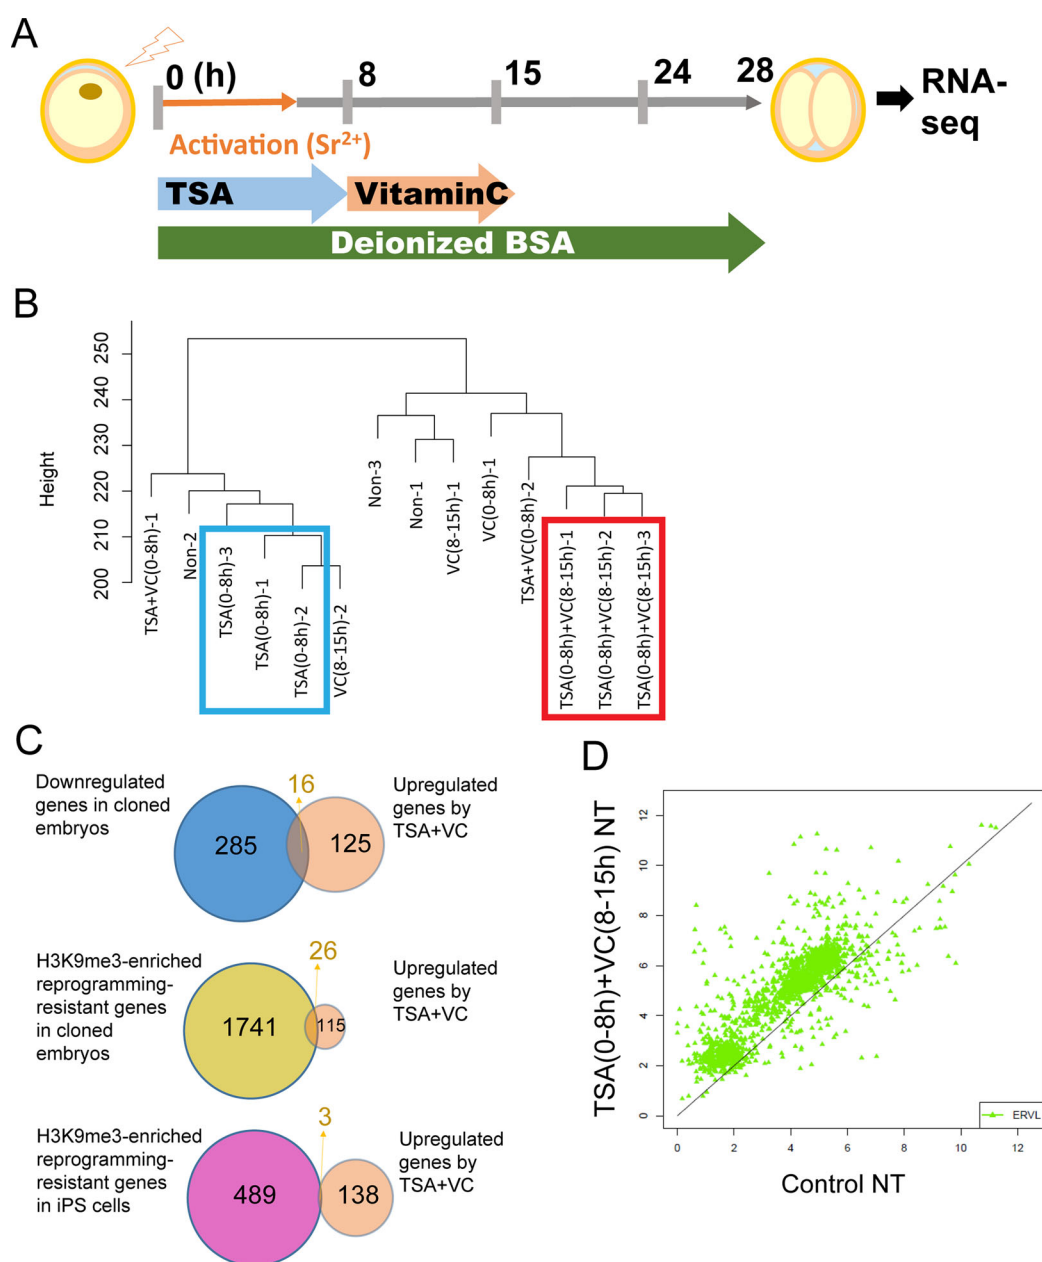 A
0 (h)
8
15
24
28
RNA-
seq
Activation (Sr²⁺)
TSA
VitaminC
Deionized BSA
B
Height
250
240
230
220
210
200
TSA+VC(0-8h)-1
Non-2
TSA(0-8h)-3
TSA(0-8h)-1
TSA(0-8h)-2
VC(8-15h)-2
Non-3
Non-1
VC(8-15h)-1
VC(0-8h)-1
TSA+VC(0-8h)-2
TSA(0-8h)+VC(8-15h)-1
TSA(0-8h)+VC(8-15h)-2
TSA(0-8h)+VC(8-15h)-3
C
Downregulated
genes in cloned
embryos
285
16
125
Upregulated
genes by
TSA+VC
H3K9me3-enriched
reprogramming-
resistant genes
in cloned
embryos
1741
26
115
Upregulated
genes by
TSA+VC
H3K9me3-enriched
reprogramming-
resistant genes
in iPS cells
489
3
138
Upregulated
genes by
TSA+VC
D
TSA(0-8h)+VC(8-15h) NT
12
10
8
6
4
2
0
0 2 4 6 8 10 12
ERVL
Control NT